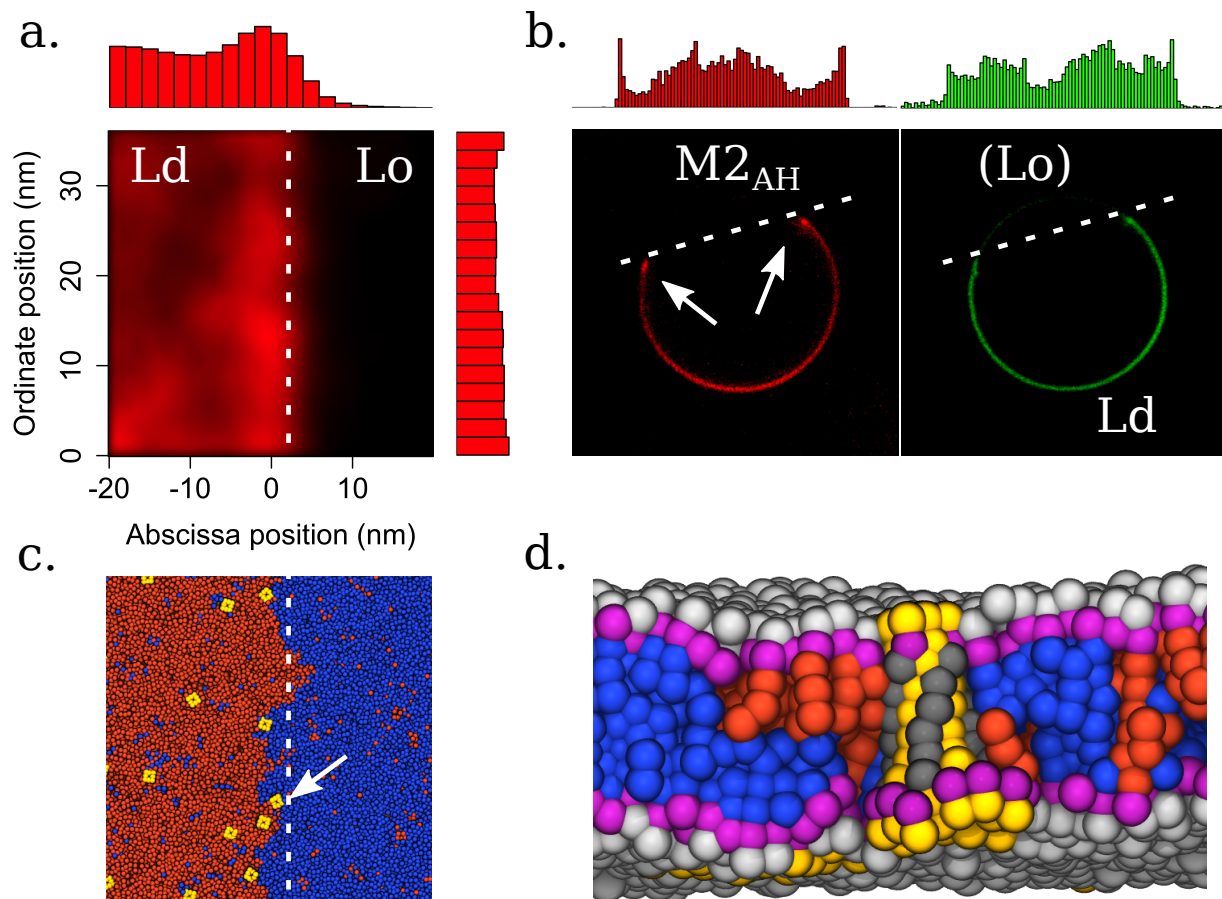 a.
Ld
Lo
Ordinate position (nm)
30
20
10
0
-20
-10
0
10
Abscissa position (nm)
b.
M2AH
(Lo)
Ld
c.
d.